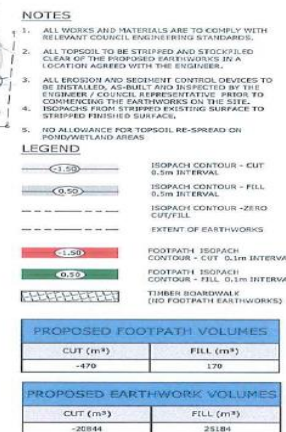 NOTES
1. ALL WORKS AND MATERIALS ARE TO COMPLY WITH
RELEVANT COUNCIL ENGINEERING STANDARDS.
2. ALL TOPSOIL TO BE STRIPPED AND STOCKPILED
CLEAR OF THE PROPOSED EARTHWORKS IN A
LOCATION AGREED WITH THE ENGINEER.
3. ALL EROSION AND SEDIMENT CONTROL DEVICES TO
BE INSTALLED, AS-BUILT AND INSPECTED BY THE
ENGINEER / COUNCIL REPRESENTATIVE PRIOR TO
COMMENCING THE EARTHWORKS ON THE SITE.
4. ISOPACHS FROM STRIPPED EXISTING SURFACE TO
STRIPPED FINISHED SURFACE.
5. NO ALLOWANCE FOR TOPSOIL RE-SPREAD ON
POND/WETLAND AREAS
LEGEND
-1.50 ISOPACH CONTOUR - CUT
0.5m INTERVAL
0.50 ISOPACH CONTOUR - FILL
0.5m INTERVAL
ISOPACH CONTOUR -ZERO
CUT/FILL
EXTENT OF EARTHWORKS
-1.50 FOOTPATH ISOPACH
CONTOUR - CUT 0.1m INTERVA
0.50 FOOTPATH ISOPACH
CONTOUR - FILL 0.1m INTERVA
TIMBER BOARDWALK
(NO FOOTPATH EARTHWORKS)
PROPOSED FOOTPATH VOLUMES
CUT (m³) FILL (m³)
-470 170
PROPOSED EARTHWORK VOLUMES
CUT (m³) FILL (m³)
-20844 25184